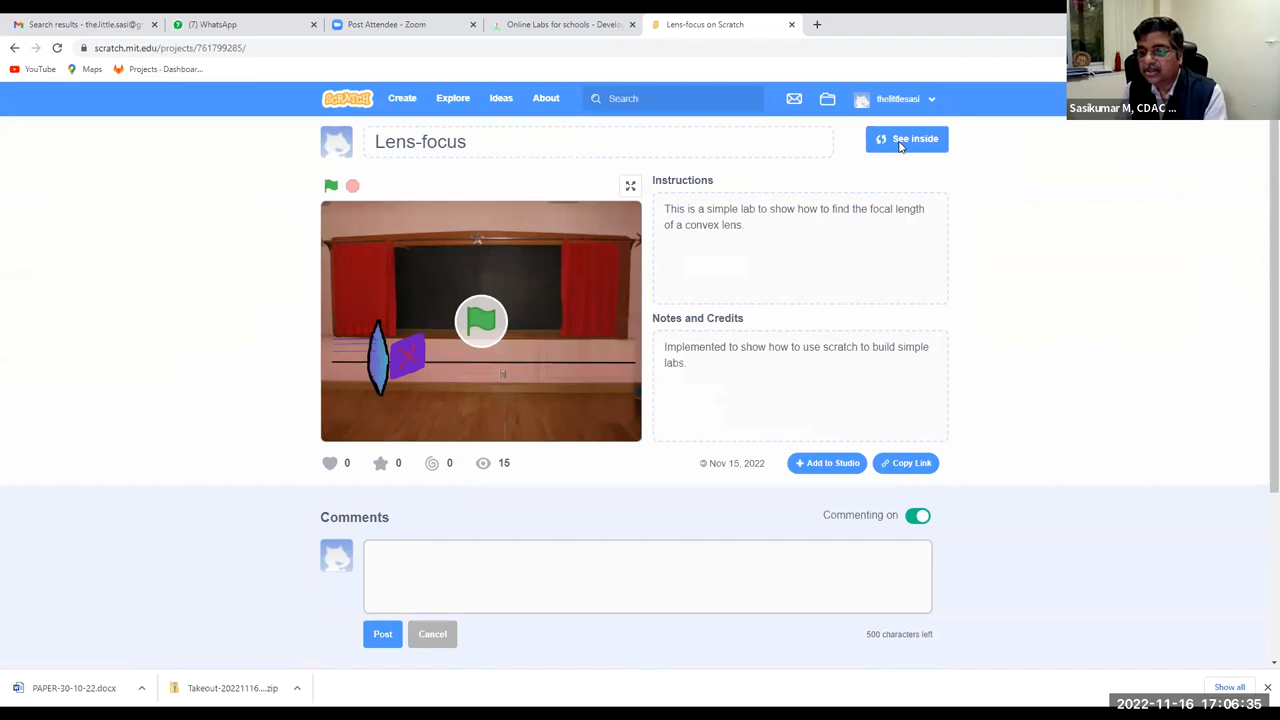 Search results - the.little.sasi@g
(7) WhatsApp
Post Attendee - Zoom
Online Labs for schools - Develo
Lens-focus on Scratch
scratch.mit.edu/projects/761799285/
YouTube
Maps
Projects · Dashboar...
Sasikumar M, CDAC ...
SCRATCH
Create
Explore
Ideas
About
Search
thelittlesasi
Lens-focus
See inside
Instructions
This is a simple lab to show how to find the focal length
of a convex lens.
Notes and Credits
Implemented to show how to use scratch to build simple
labs.
0
0
0
15
Nov 15, 2022
Add to Studio
Copy Link
Comments
Commenting on
Post
Cancel
500 characters left
PAPER-30-10-22.docx
Takeout-20221116....zip
Show all
2022-11-16 17:06:35